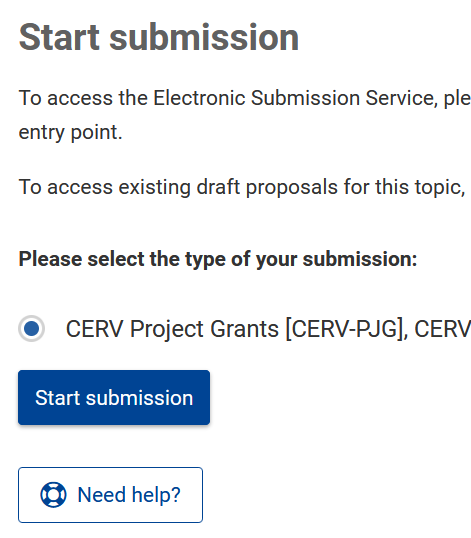 Start submission
To access the Electronic Submission Service, ple
entry point.
To access existing draft proposals for this topic,
Please select the type of your submission:
CERV Project Grants [CERV-PJG], CERV
Start submission
Need help?